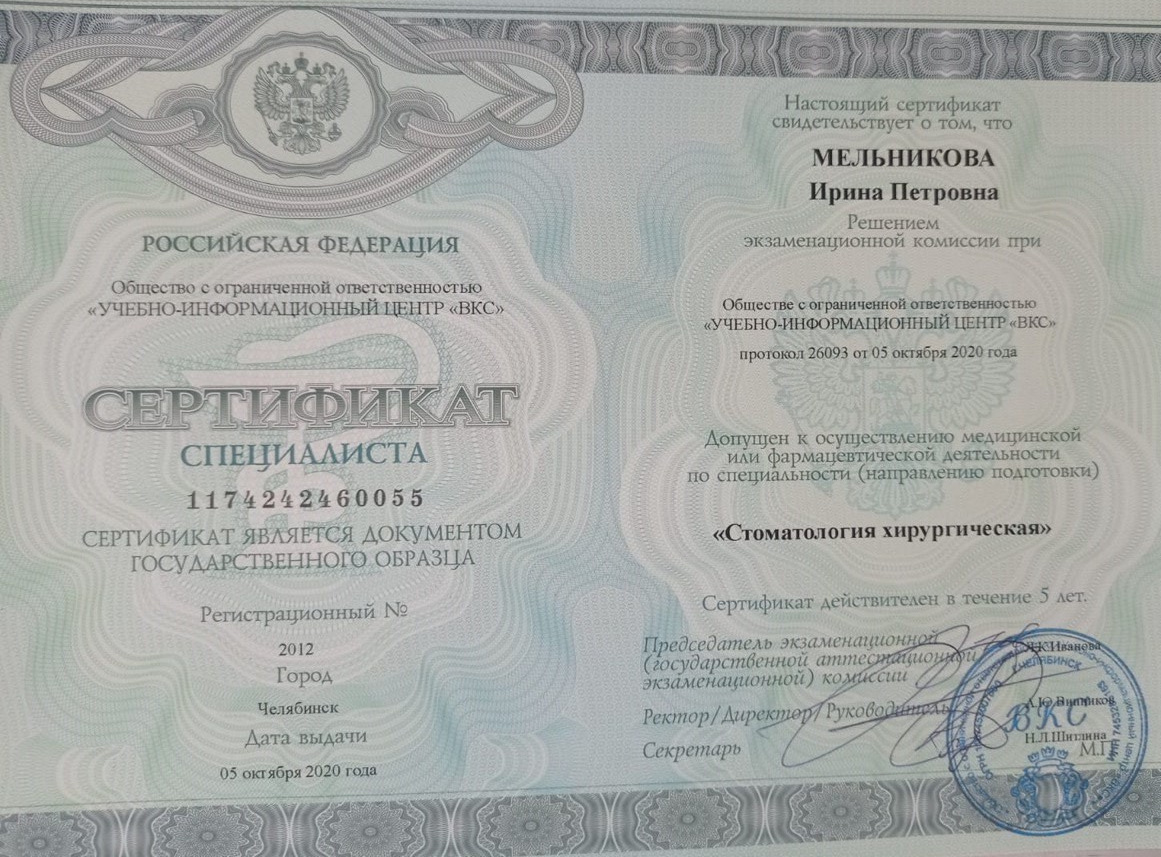 РОССИЙСКАЯ ФЕДЕРАЦИЯ
Общество с ограниченной ответственностью
«УЧЕБНО-ИНФОРМАЦИОННЫЙ ЦЕНТР «ВКС»
СЕРТИФИКАТ
СПЕЦИАЛИСТА
1174242460055
СЕРТИФИКАТ ЯВЛЯЕТСЯ ДОКУМЕНТОМ
ГОСУДАРСТВЕННОГО ОБРАЗЦА
Регистрационный №
2012
Город
Челябинск
Дата выдачи
05 октября 2020 года
Настоящий сертификат
свидетельствует о том, что
МЕЛЬНИКОВА
Ирина Петровна
Решением
экзаменационной комиссии при
Обществе с ограниченной ответственностью
«УЧЕБНО-ИНФОРМАЦИОННЫЙ ЦЕНТР «ВКС»
протокол 26093 от 05 октября 2020 года
Допущен к осуществлению медицинской
или фармацевтической деятельности
по специальности (направлению подготовки)
«Стоматология хирургическая»
Сертификат действителен в течение 5 лет.
Председатель экзаменационной
(государственной аттестационной
экзаменационной) комиссии
Иванова
Ректор/Директор/Руководитель
Секретарь
Н.Л.Шитлина
М.П
ЧЕЛЯБИНСК
ВКС